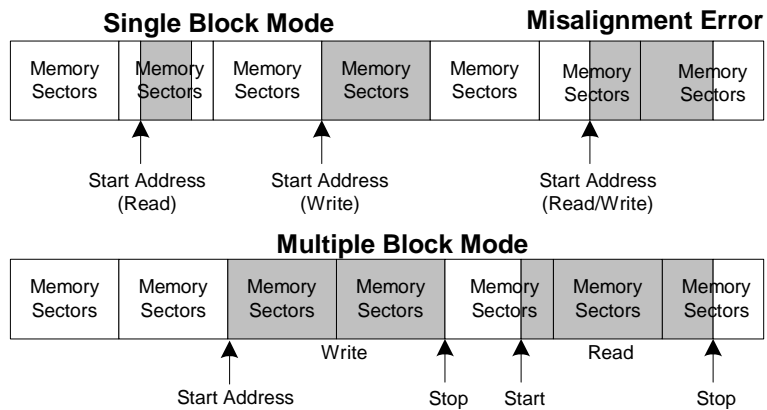 Single Block Mode
Misalignment Error
Memory Sectors
Memory Sectors
Memory Sectors
Memory Sectors
Memory Sectors
Memory Sectors
Memory Sectors
Start Address
(Read)
Start Address
(Write)
Start Address
(Read/Write)
Multiple Block Mode
Memory Sectors
Memory Sectors
Memory Sectors
Memory Sectors
Memory Sectors
Memory Sectors
Memory Sectors
Write
Read
Start Address
Stop
Start
Stop